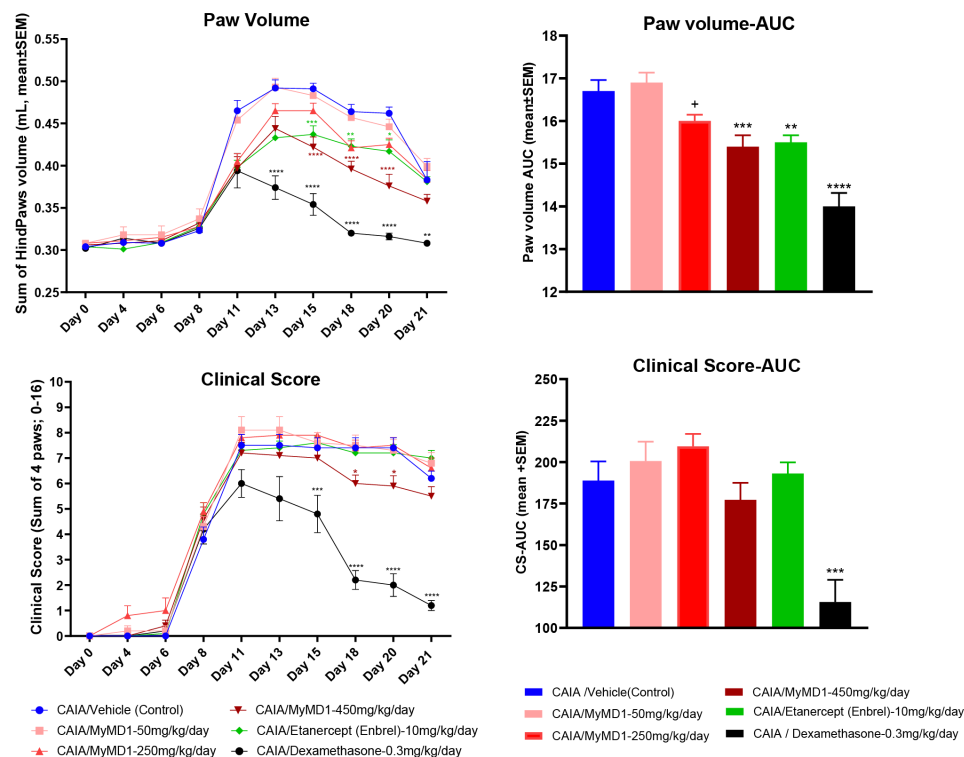 Paw Volume
Sum of HindPaws volume (mL, mean±SEM)
0.55
0.50
0.45
0.40
0.35
0.30
0.25
***
**
*
****
****
****
****
****
****
****
**
Day 0
Day 4
Day 6
Day 8
Day 11
Day 13
Day 15
Day 18
Day 20
Day 21
Paw volume-AUC
Paw volume AUC (mean±SEM)
18
17
16
15
14
13
12
+
***
**
****
Clinical Score
Clinical Score (Sum of 4 paws; 0-16)
10
9
8
7
6
5
4
3
2
1
0
*
*
***
****
****
****
Day 0
Day 4
Day 6
Day 8
Day 11
Day 13
Day 15
Day 18
Day 20
Day 21
Clinical Score-AUC
CS-AUC (mean +SEM)
250
225
200
175
150
125
100
***
CAIA/Vehicle (Control)
CAIA/MyMD1-50mg/kg/day
CAIA/MyMD1-250mg/kg/day
CAIA/MyMD1-450mg/kg/day
CAIA/Etanercept (Enbrel)-10mg/kg/day
CAIA/Dexamethasone-0.3mg/kg/day
CAIA /Vehicle(Control)
CAIA/MyMD1-50mg/kg/day
CAIA/MyMD1-250mg/kg/day
CAIA/MyMD1-450mg/kg/day
CAIA/Etanercept (Enbrel)-10mg/kg/day
CAIA / Dexamethasone-0.3mg/kg/day